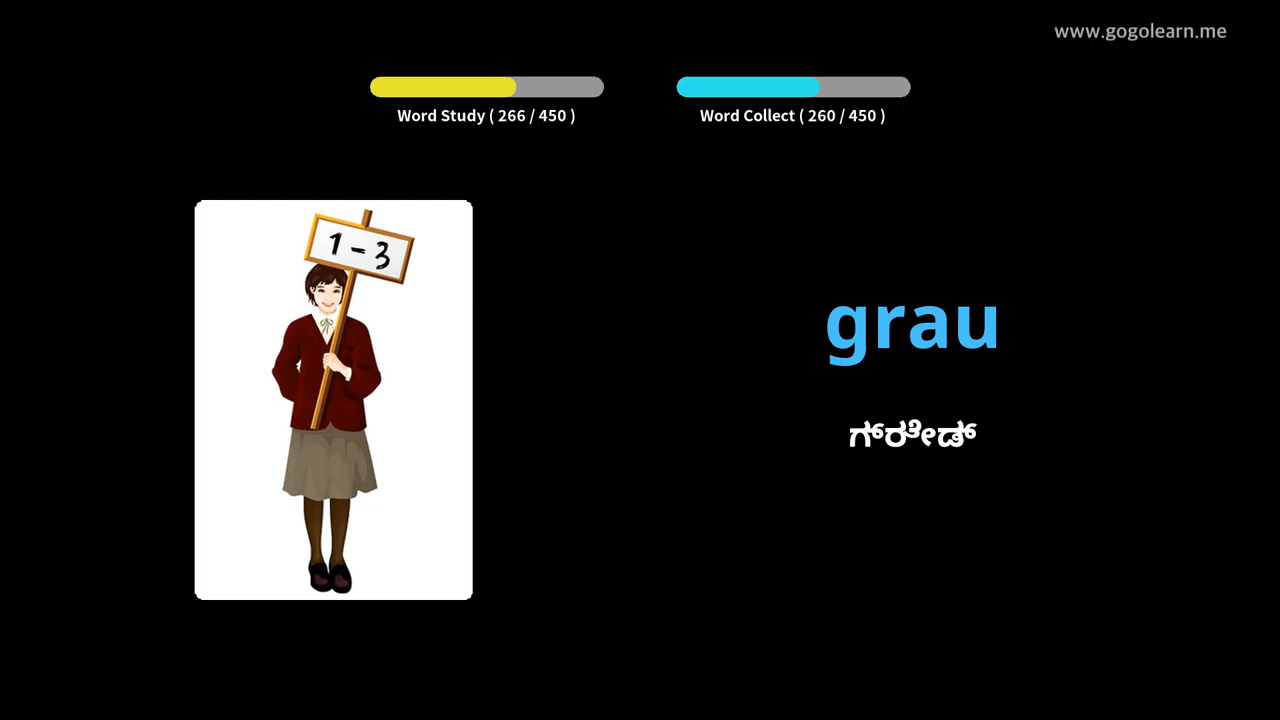 www.gogolearn.me
Word Study ( 266 / 450 )
Word Collect ( 260 / 450 )
1 - 3
grau
ಗ್ರೇಡ್